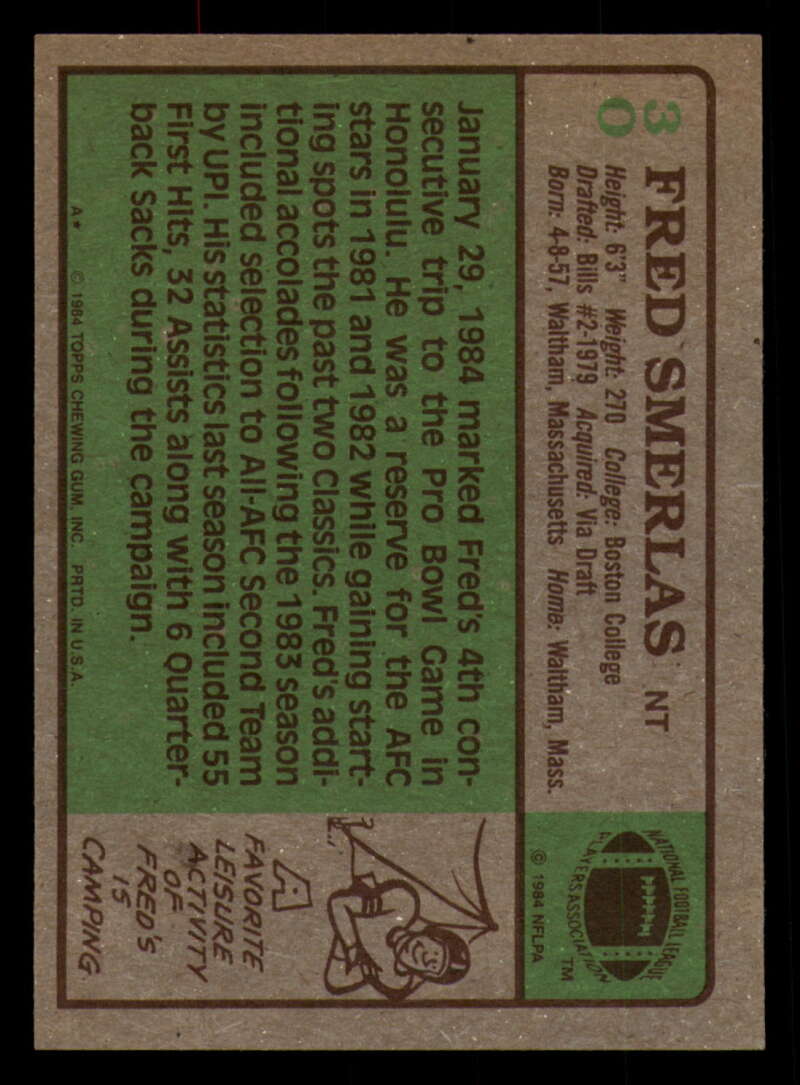 30
FRED SMERLAS NT
Height: 6'3" Weight: 270 College: Boston College
Drafted: Bills #2-1979 Acquired: Via Draft
Born: 4-8-57, Waltham, Massachusetts Home: Waltham, Mass.
NATIONAL FOOTBALL LEAGUE
PLAYERS ASSOCIATION
TM
© 1984 NFLPA
January 29, 1984 marked Fred's 4th con-
secutive trip to the Pro Bowl Game in
Honolulu. He was a reserve for the AFC
stars in 1981 and 1982 while gaining start-
ing spots the past two Classics. Fred's addi-
tional accolades following the 1983 season
included selection to All-AFC Second Team
by UPI. His statistics last season included 55
First Hits, 32 Assists along with 6 Quarter-
back Sacks during the campaign.
A* © 1984 TOPPS CHEWING GUM, INC. PRTD. IN U.S.A.
A
FAVORITE
LEISURE
ACTIVITY
OF
FRED'S
IS
CAMPING.